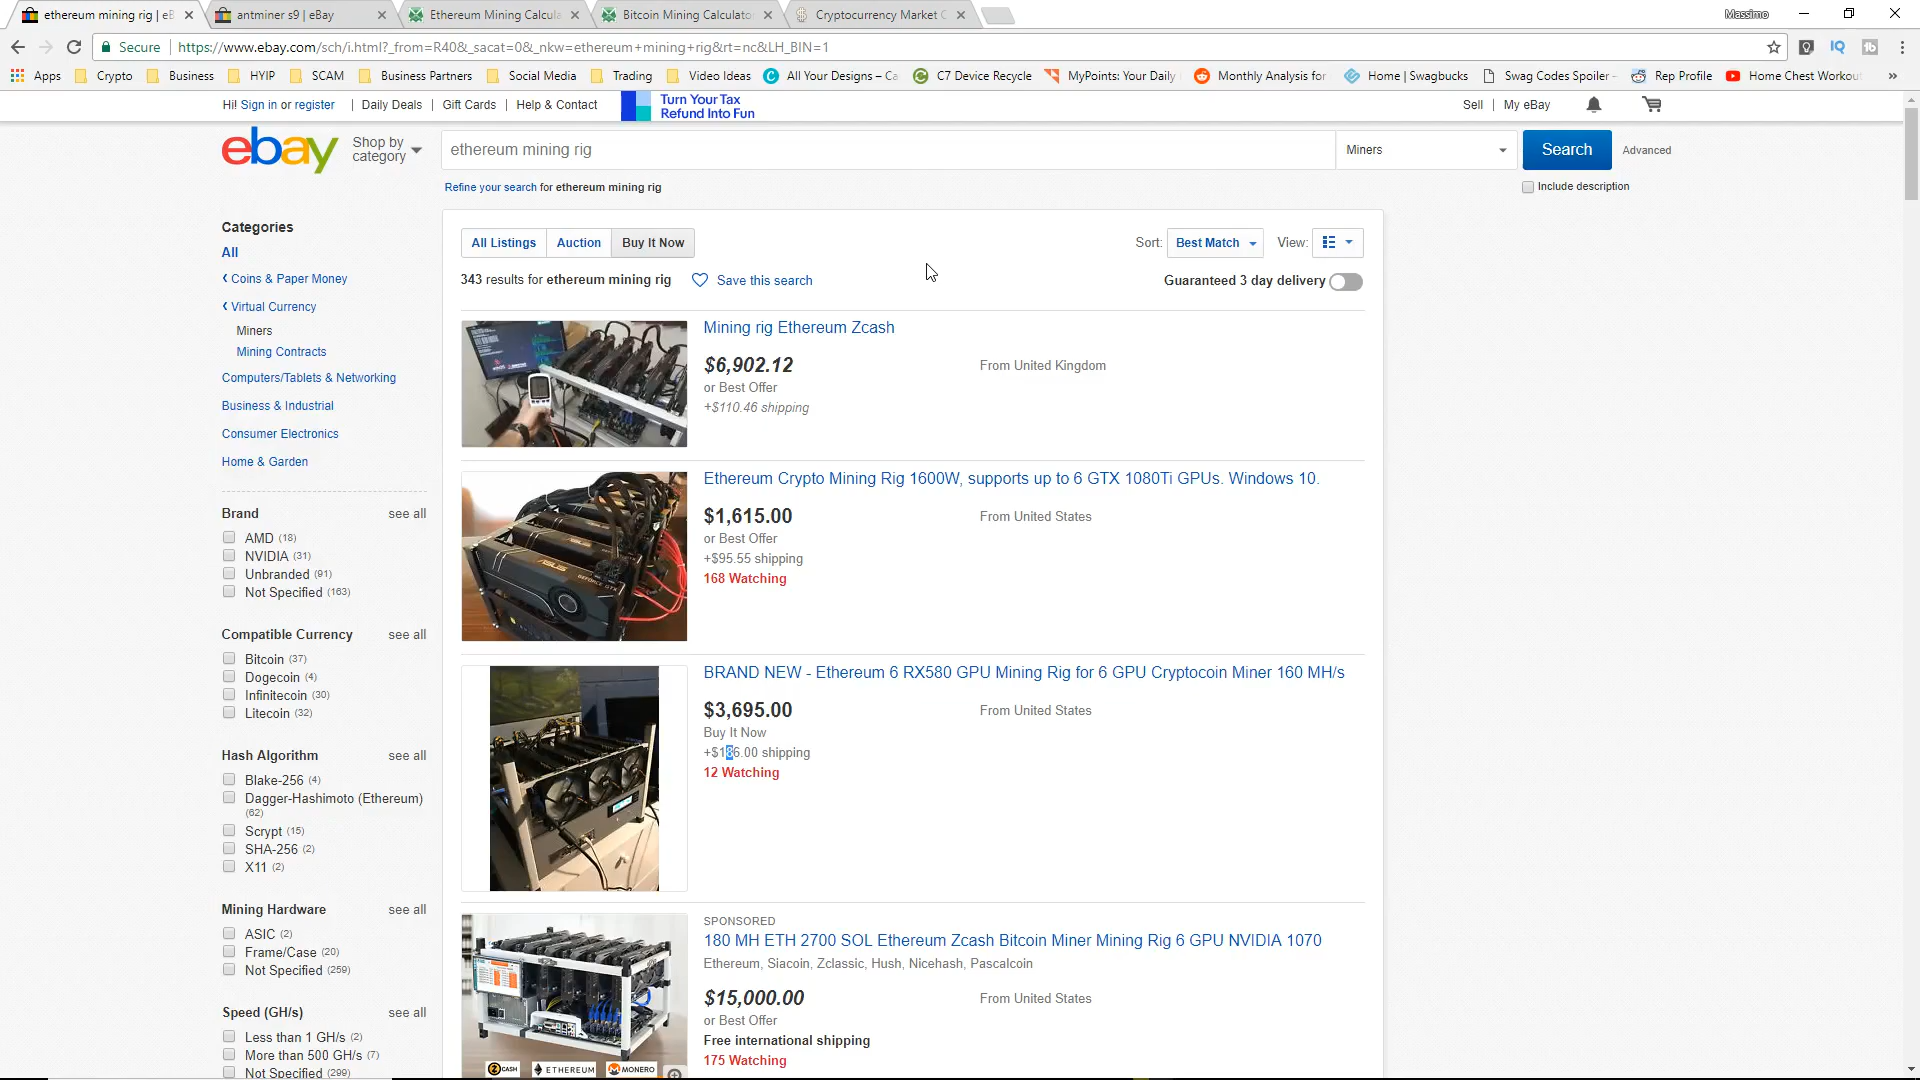 ethereum mining rig | eB
antminer s9 | eBay
Ethereum Mining Calcula
Bitcoin Mining Calculato
Cryptocurrency Market C
Massimo
Secure
https://www.ebay.com/sch/i.html?_from=R40&_sacat=0&_nkw=ethereum+mining+rig&rt=nc&LH_BIN=1
Apps
Crypto
Business
HYIP
SCAM
Business Partners
Social Media
Trading
Video Ideas
All Your Designs – Ca
C7 Device Recycle
MyPoints: Your Daily
Monthly Analysis for
Home | Swagbucks
Swag Codes Spoiler -
Rep Profile
Home Chest Workou
»
Hi! Sign in or register
Daily Deals
Gift Cards
Help & Contact
Turn Your Tax
Refund Into Fun
Sell
My eBay
ebay
Shop by
category
ethereum mining rig
Miners
Search
Advanced
Refine your search for ethereum mining rig
Include description
Categories
All
Coins & Paper Money
Virtual Currency
Miners
Mining Contracts
Computers/Tablets & Networking
Business & Industrial
Consumer Electronics
Home & Garden
Brand
see all
AMD (18)
NVIDIA (31)
Unbranded (91)
Not Specified (163)
Compatible Currency
see all
Bitcoin (37)
Dogecoin (4)
Infinitecoin (30)
Litecoin (32)
Hash Algorithm
see all
Blake-256 (4)
Dagger-Hashimoto (Ethereum)
(62)
Scrypt (15)
SHA-256 (2)
X11 (2)
Mining Hardware
see all
ASIC (2)
Frame/Case (20)
Not Specified (259)
Speed (GH/s)
see all
Less than 1 GH/s (2)
More than 500 GH/s (7)
Not Specified (299)
All Listings
Auction
Buy It Now
Sort:
Best Match
View:
343 results for ethereum mining rig
Save this search
Guaranteed 3 day delivery
Mining rig Ethereum Zcash
$6,902.12
From United Kingdom
or Best Offer
+$110.46 shipping
Ethereum Crypto Mining Rig 1600W, supports up to 6 GTX 1080Ti GPUs. Windows 10.
$1,615.00
From United States
or Best Offer
+$95.55 shipping
168 Watching
ASUS
GEFORCE GTX
BRAND NEW - Ethereum 6 RX580 GPU Mining Rig for 6 GPU Cryptocoin Miner 160 MH/s
$3,695.00
From United States
Buy It Now
+$186.00 shipping
12 Watching
SPONSORED
180 MH ETH 2700 SOL Ethereum Zcash Bitcoin Miner Mining Rig 6 GPU NVIDIA 1070
Ethereum, Siacoin, Zclassic, Hush, Nicehash, Pascalcoin
$15,000.00
From United States
or Best Offer
Free international shipping
175 Watching
ZCASH
ETHEREUM
MONERO